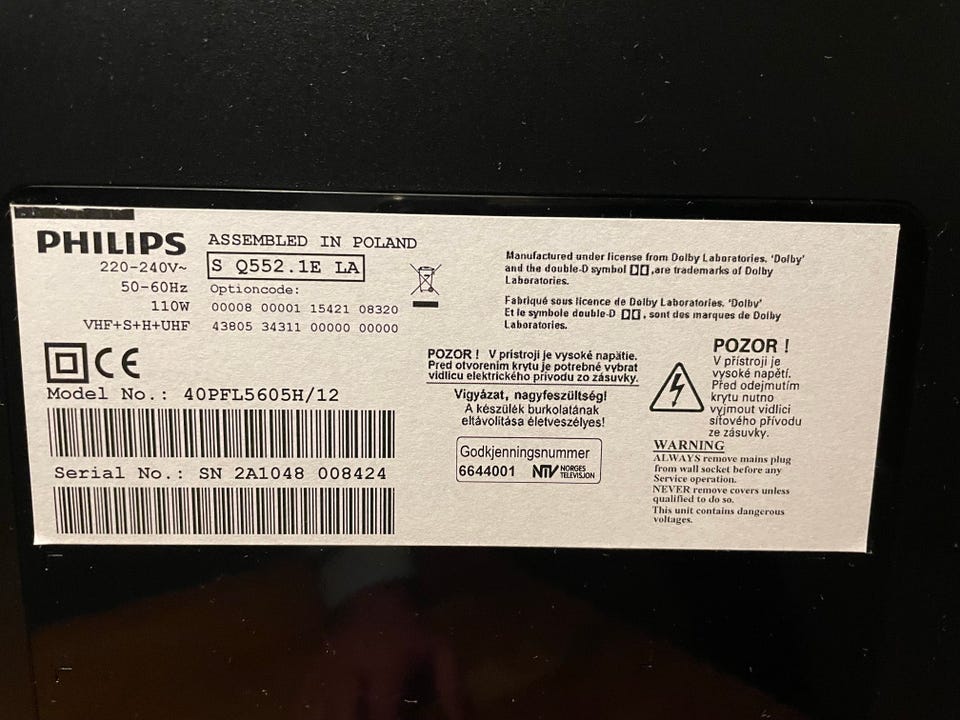 PHILIPS
220-240V~
50-60Hz
110W
VHF+S+H+UHF
ASSEMBLED IN POLAND
S Q552.1E LA
Optioncode:
00008 00001 15421 08320
43805 34311 00000 00000
CE
Model No.: 40PFL5605H/12
Serial No.: SN 2A1048 008424
Manufactured under license from Dolby Laboratories. 'Dolby'
and the double-D symbol DD ,are trademarks of Dolby
Laboratories.
Fabriqué sous licence de Dolby Laboratories. 'Dolby'
Et le symbole double-D DD , sont des marques de Dolby
Laboratories.
POZOR ! V prístroji je vysoké napätie.
Pred otvorením krytu je potrebné vybrat
vidlicu elektrického prívodu zo zásuvky.
Vigyázat, nagyfeszültség!
A készülék burkolatának
eltávolítása életveszélyes!
Godkjenningsnummer
6644001 NTV NORGES
TELEVISJON
POZOR !
V přístroji je
vysoké napětí.
Před odejmutím
krytu nutno
vyjmout vidlici
síťového přívodu
ze zásuvky.
WARNING
ALWAYS remove mains plug
from wall socket before any
Service operation.
NEVER remove covers unless
qualified to do so.
This unit contains dangerous
voltages.